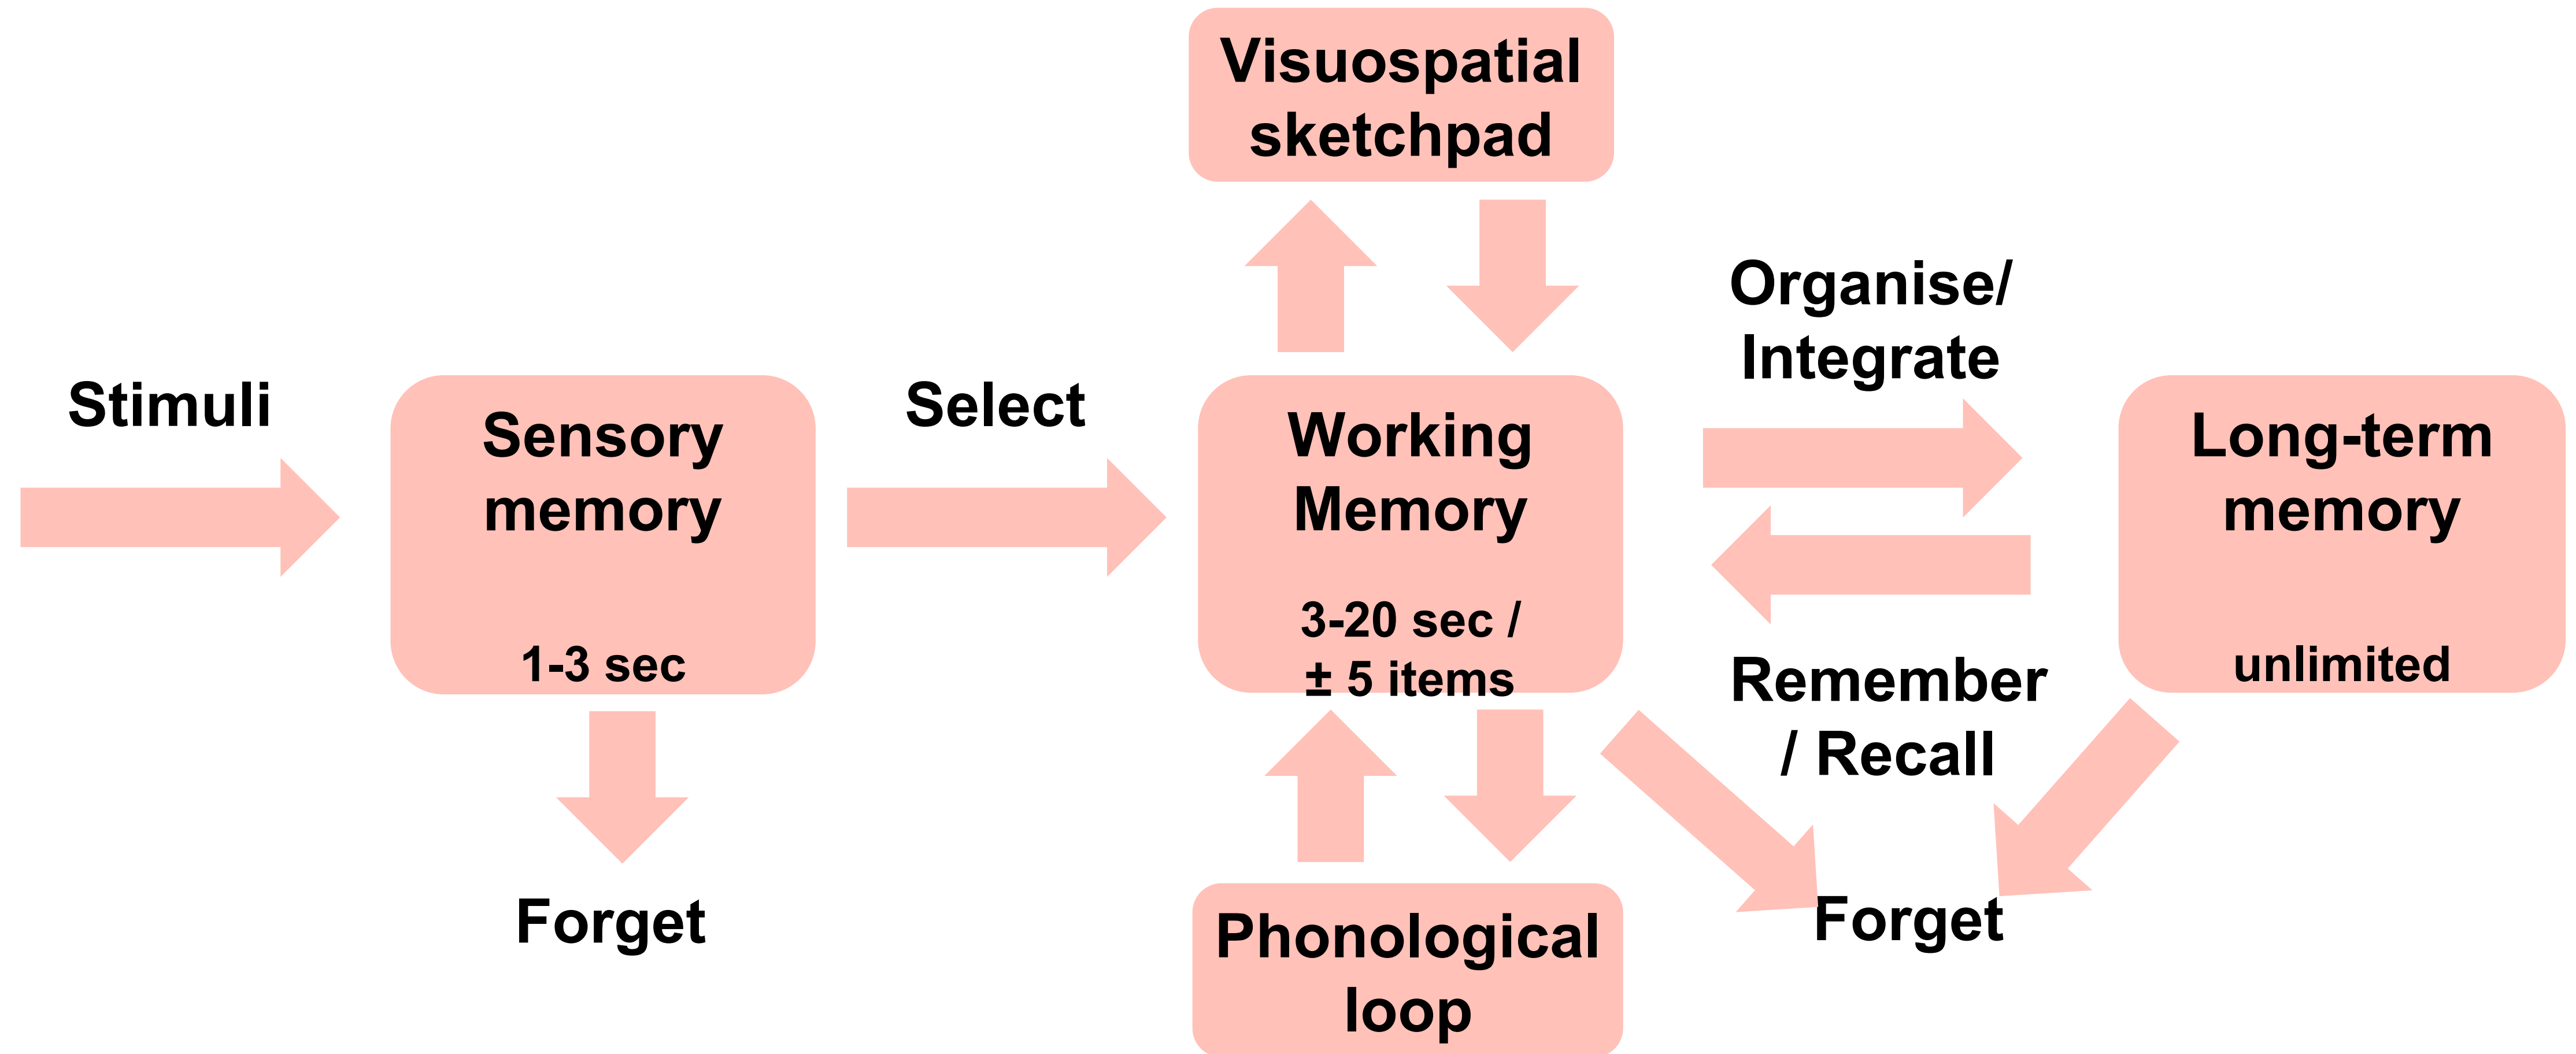 Visuospatial
sketchpad
Stimuli
Sensory
memory
1-3 sec
Forget
Select
Working
Memory
3-20 sec /
± 5 items
Phonological
loop
Organise/
Integrate
Remember
/ Recall
Forget
Long-term
memory
unlimited